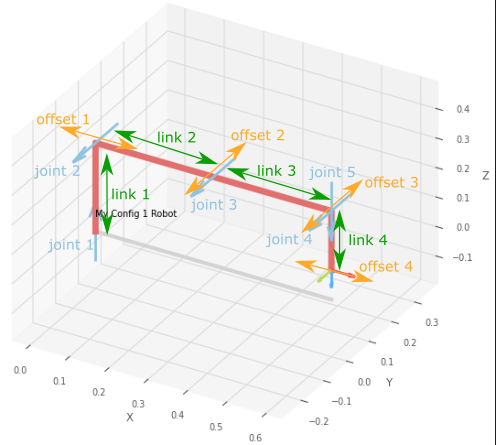 offset 1
link 2
offset 2
joint 2
link 3
joint 5
offset 3
link 1
joint 3
My Config 1 Robot
joint 1
joint 4
link 4
offset 4
0.4
0.3
0.2
0.1
0.0
−0.1
Z
0.0
0.1
0.2
0.3
0.4
0.5
0.6
X
−0.2
−0.1
0.0
0.1
0.2
0.3
Y